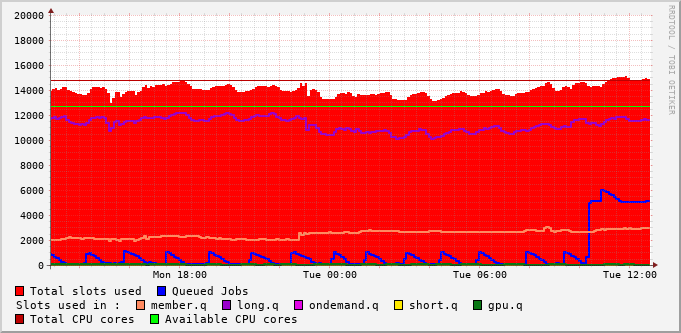 20000
18000
16000
14000
12000
10000
8000
6000
4000
2000
0
Mon 18:00 Tue 00:00 Tue 06:00 Tue 12:00
Total slots used Queued Jobs
Slots used in : member.q long.q ondemand.q short.q gpu.q
Total CPU cores Available CPU cores
RRDTOOL / TOBI OETIKER